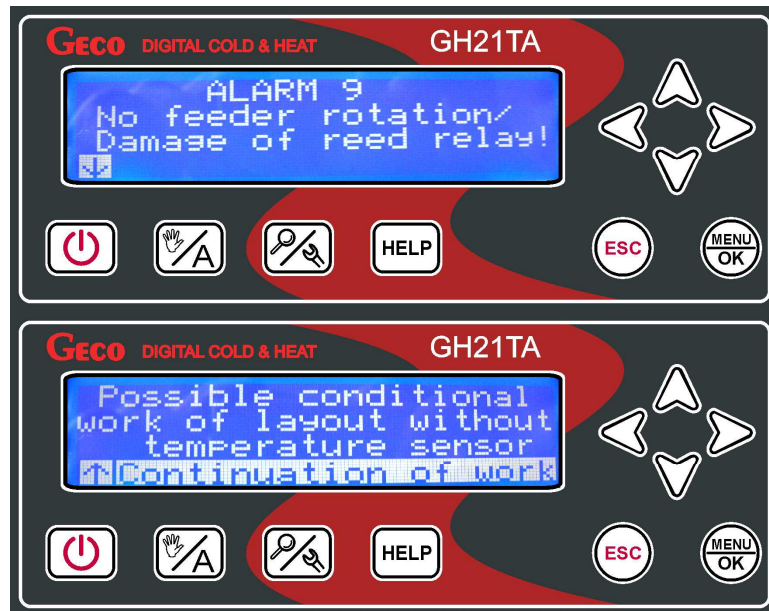 GECO DIGITAL COLD & HEAT GH21TA
ALARM 9
No feeder rotation/
Damage of reed relay!
A
HELP
ESC
MENU
OK
GECO DIGITAL COLD & HEAT GH21TA
Possible conditional
work of layout without
temperature sensor
Continuation of work
A
HELP
ESC
MENU
OK